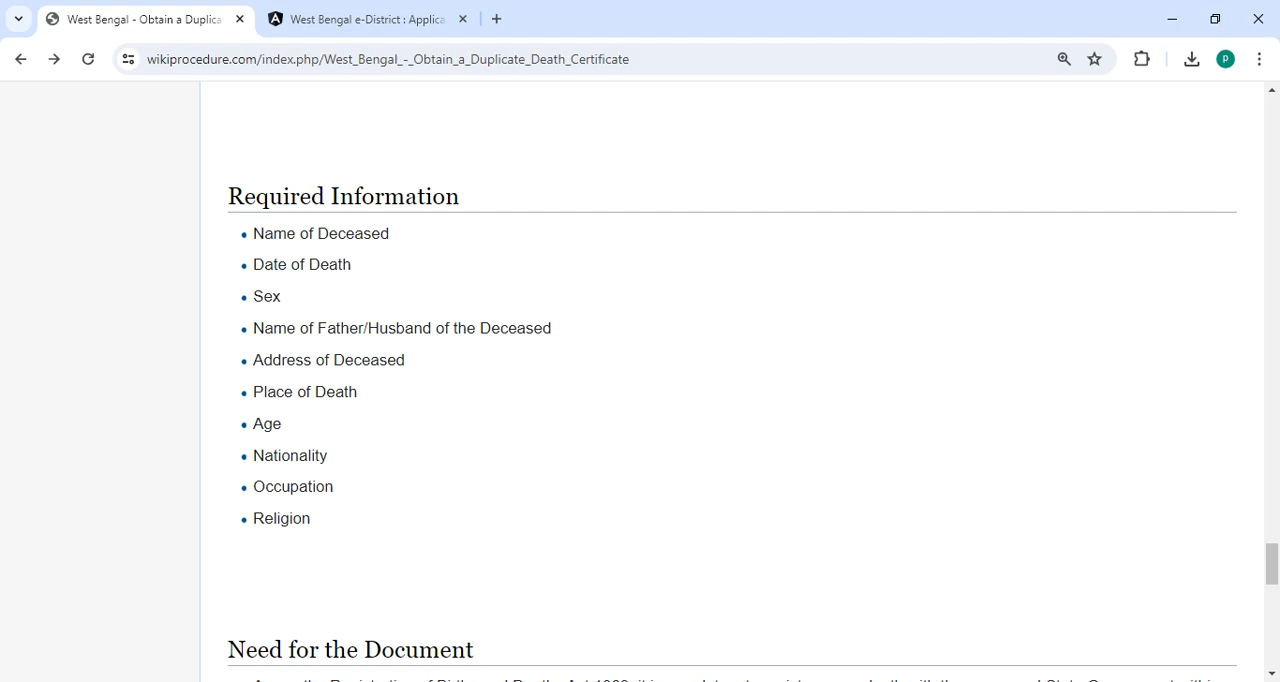 West Bengal - Obtain a Duplica
West Bengal e-District : Applica
wikiprocedure.com/index.php/West_Bengal_-_Obtain_a_Duplicate_Death_Certificate
P
Required Information
Name of Deceased
Date of Death
Sex
Name of Father/Husband of the Deceased
Address of Deceased
Place of Death
Age
Nationality
Occupation
Religion
Need for the Document